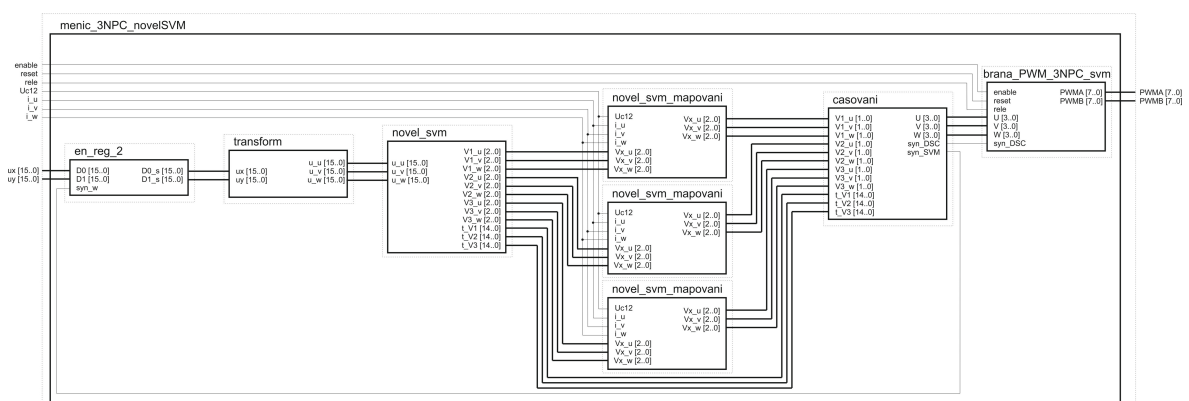 menic_3NPC_novelSVM
enable
reset
rele
Uc12
i_u
i_v
i_w
ux [15..0]
uy [15..0]
en_reg_2
D0 [15..0]
D1 [15..0]
syn_w
D0_s [15..0]
D1_s [15..0]
transform
ux [15..0]
uy [15..0]
u_u [15..0]
u_v [15..0]
u_w [15..0]
novel_svm
u_u [15..0]
u_v [15..0]
u_w [15..0]
V1_u [2..0]
V1_v [2..0]
V1_w [2..0]
V2_u [2..0]
V2_v [2..0]
V2_w [2..0]
V3_u [2..0]
V3_v [2..0]
V3_w [2..0]
t_V1 [14..0]
t_V2 [14..0]
t_V3 [14..0]
novel_svm_mapovani
Uc12
i_u
i_v
i_w
Vx_u [2..0]
Vx_v [2..0]
Vx_w [2..0]
Vx_u [2..0]
Vx_v [2..0]
Vx_w [2..0]
novel_svm_mapovani
Uc12
i_u
i_v
i_w
Vx_u [2..0]
Vx_v [2..0]
Vx_w [2..0]
Vx_u [2..0]
Vx_v [2..0]
Vx_w [2..0]
novel_svm_mapovani
Uc12
i_u
i_v
i_w
Vx_u [2..0]
Vx_v [2..0]
Vx_w [2..0]
Vx_u [2..0]
Vx_v [2..0]
Vx_w [2..0]
casovani
V1_u [1..0]
V1_v [1..0]
V1_w [1..0]
V2_u [1..0]
V2_v [1..0]
V2_w [1..0]
V3_u [1..0]
V3_v [1..0]
V3_w [1..0]
t_V1 [14..0]
t_V2 [14..0]
t_V3 [14..0]
U [3..0]
V [3..0]
W [3..0]
syn_DSC
syn_SVM
brana_PWM_3NPC_svm
enable
reset
rele
U [3..0]
V [3..0]
W [3..0]
syn_DSC
PWMA [7..0]
PWMB [7..0]
PWMA [7..0]
PWMB [7..0]